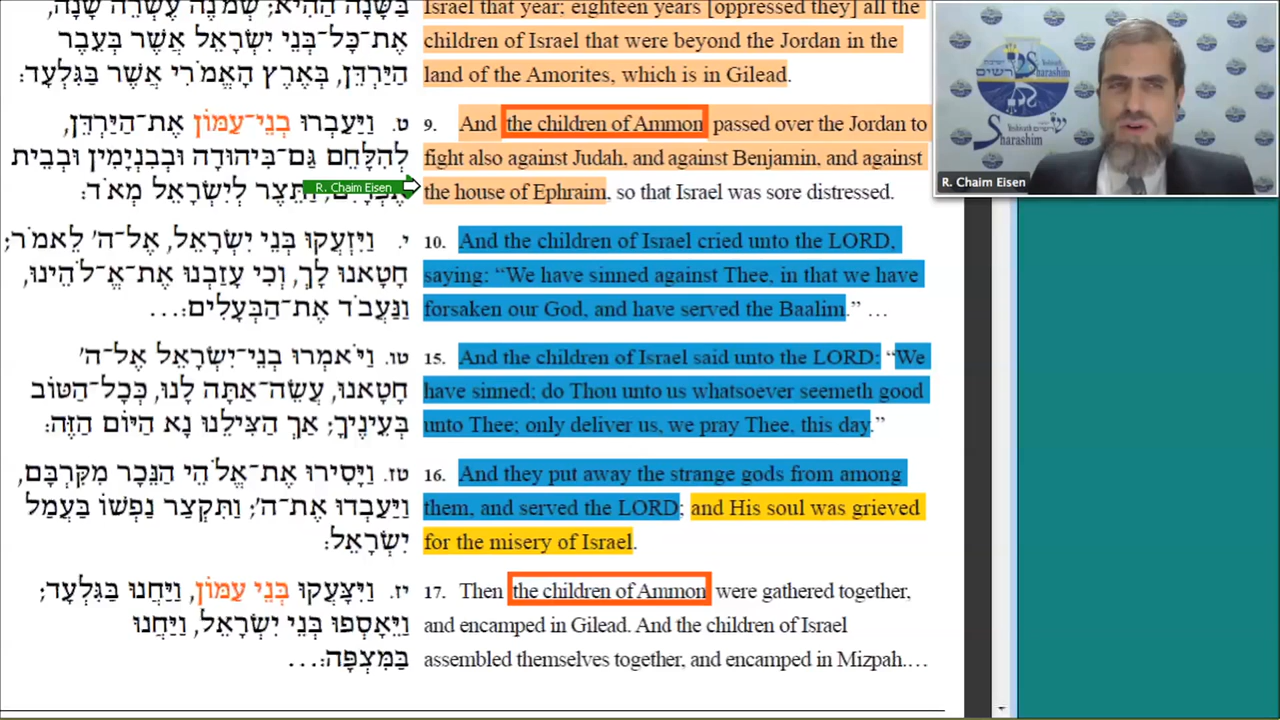 בַּשָּׁנָה הַהִיא; שְׁמֹנֶה עֶשְׂרֵה שָׁנָה,
אֶת־כָּל־בְּנֵי יִשְׂרָאֵל אֲשֶׁר בְּעֵבֶר
הַיַּרְדֵּן, בְּאֶרֶץ הָאֱמֹרִי אֲשֶׁר בַּגִּלְעָד:
ט. וַיַּעַבְרוּ בְנֵי־עַמּוֹן אֶת־הַיַּרְדֵּן,
לְהִלָּחֵם גַּם־בִּיהוּדָה וּבְבִנְיָמִין וּבְבֵית
וַתֵּצֶר לְיִשְׂרָאֵל מְאֹד:
י. וַיִּזְעֲקוּ בְּנֵי יִשְׂרָאֵל, אֶל־ה' לֵאמֹר;
חָטָאנוּ לָךְ, וְכִי עָזַבְנוּ אֶת־אֱ־לֹהֵינוּ,
וַנַּעֲבֹד אֶת־הַבְּעָלִים:...
טו. וַיֹּאמְרוּ בְנֵי־יִשְׂרָאֵל אֶל־ה'
חָטָאנוּ, עֲשֵׂה־אַתָּה לָנוּ, כְּכָל־הַטּוֹב
בְּעֵינֶיךָ; אַךְ הַצִּילֵנוּ נָא הַיּוֹם הַזֶּה:
טז. וַיָּסִירוּ אֶת־אֱלֹהֵי הַנֵּכָר מִקִּרְבָּם,
וַיַּעַבְדוּ אֶת־ה'; וַתִּקְצַר נַפְשׁוֹ בַּעֲמַל
יִשְׂרָאֵל:
יז. וַיִּצָּעֲקוּ בְּנֵי עַמּוֹן, וַיַּחֲנוּ בַּגִּלְעָד;
וַיֵּאָסְפוּ בְּנֵי יִשְׂרָאֵל, וַיַּחֲנוּ
בַּמִּצְפָּה:...
Israel that year; eighteen years [oppressed they] all the
children of Israel that were beyond the Jordan in the
land of the Amorites, which is in Gilead.
9. And the children of Ammon passed over the Jordan to
fight also against Judah, and against Benjamin, and against
the house of Ephraim, so that Israel was sore distressed.
10. And the children of Israel cried unto the LORD,
saying: “We have sinned against Thee, in that we have
forsaken our God, and have served the Baalim.” …
15. And the children of Israel said unto the LORD: “We
have sinned; do Thou unto us whatsoever seemeth good
unto Thee; only deliver us, we pray Thee, this day.”
16. And they put away the strange gods from among
them, and served the LORD; and His soul was grieved
for the misery of Israel.
17. Then the children of Ammon were gathered together,
and encamped in Gilead. And the children of Israel
assembled themselves together, and encamped in Mizpah.…
R. Chaim Eisen
Yeshivath
Sharashim
שרשים
R. Chaim Eisen